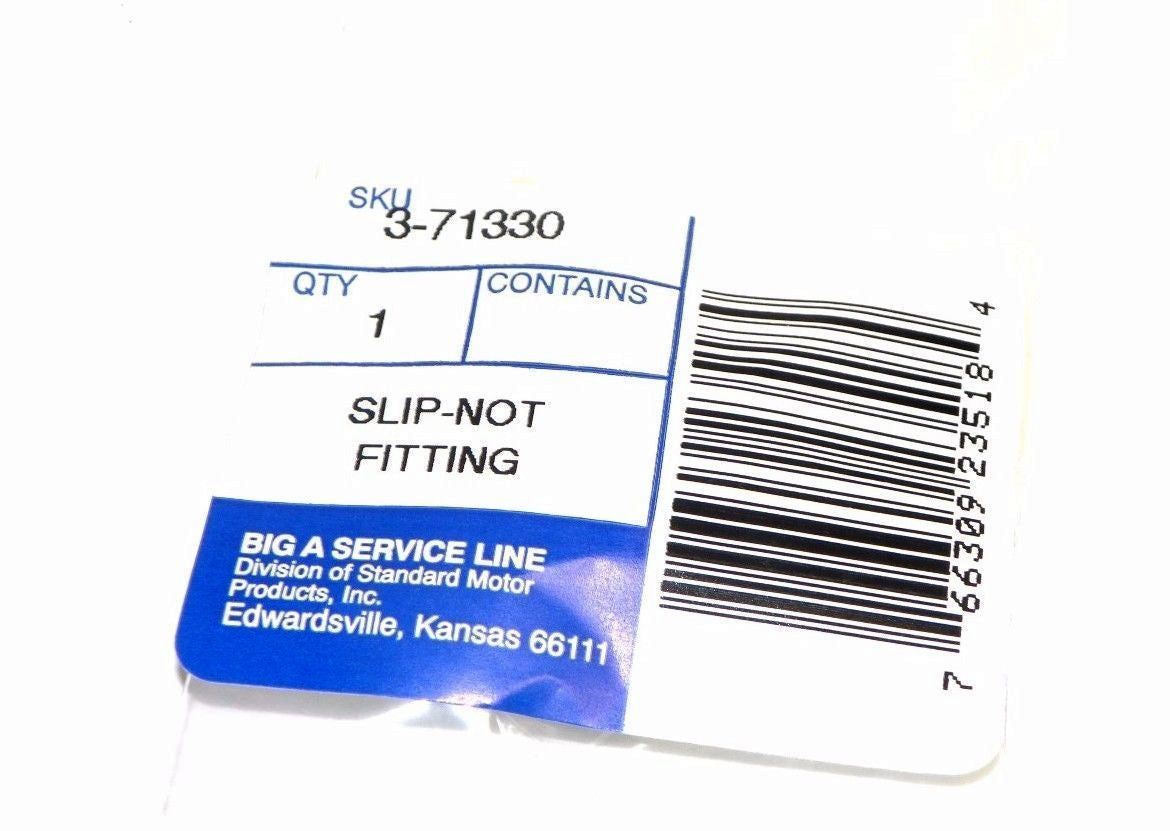 SKU
3-71330
QTY
1
CONTAINS
SLIP-NOT
FITTING
BIG A SERVICE LINE
Division of Standard Motor
Products, Inc.
Edwardsville, Kansas 66111
7 66309 23518 4